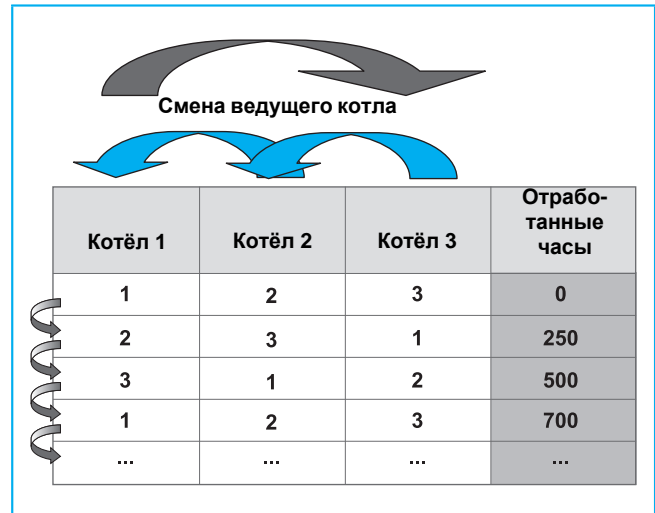 Смена ведущего котла
Котёл 1 Котёл 2 Котёл 3 Отрабо-
танные
часы
1 2 3 0
2 3 1 250
3 1 2 500
1 2 3 700
... ... ... ...